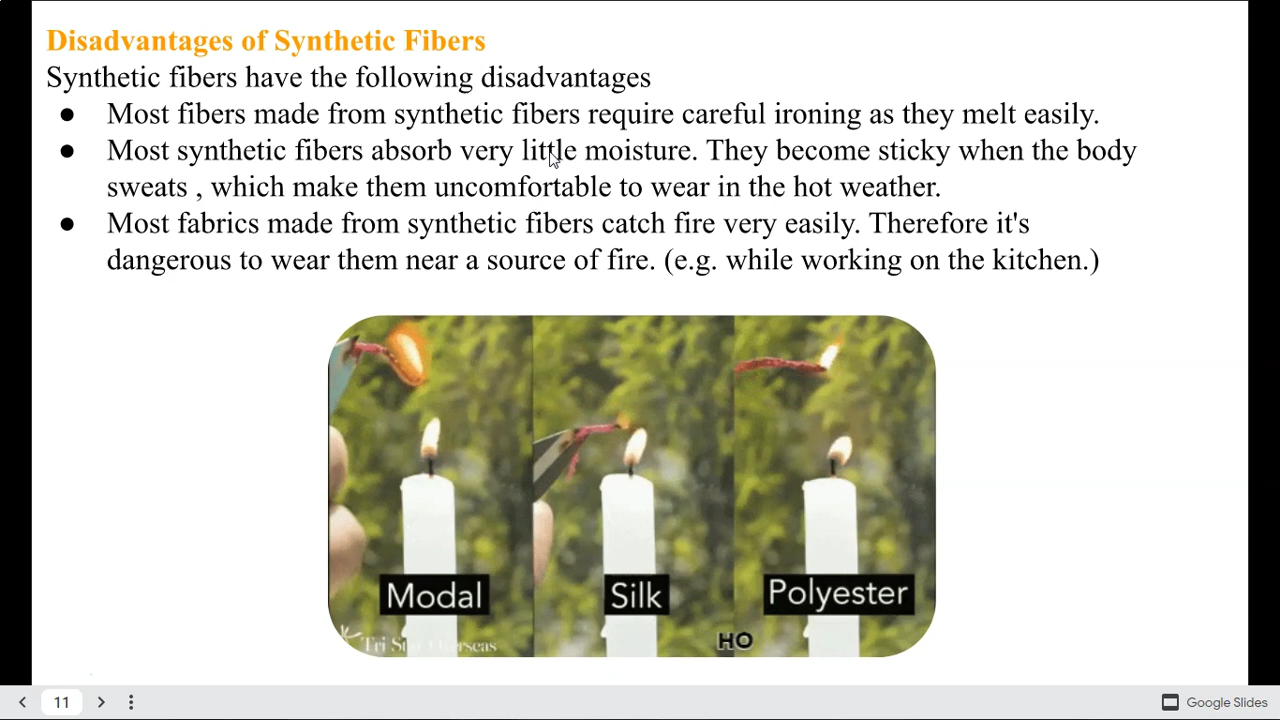 Disadvantages of Synthetic Fibers
Synthetic fibers have the following disadvantages
● Most fibers made from synthetic fibers require careful ironing as they melt easily.
● Most synthetic fibers absorb very little moisture. They become sticky when the body
sweats , which make them uncomfortable to wear in the hot weather.
● Most fabrics made from synthetic fibers catch fire very easily. Therefore it's
dangerous to wear them near a source of fire. (e.g. while working on the kitchen.)
Modal
Silk
Polyester
Tri Star Overseas
HO
11
Google Slides